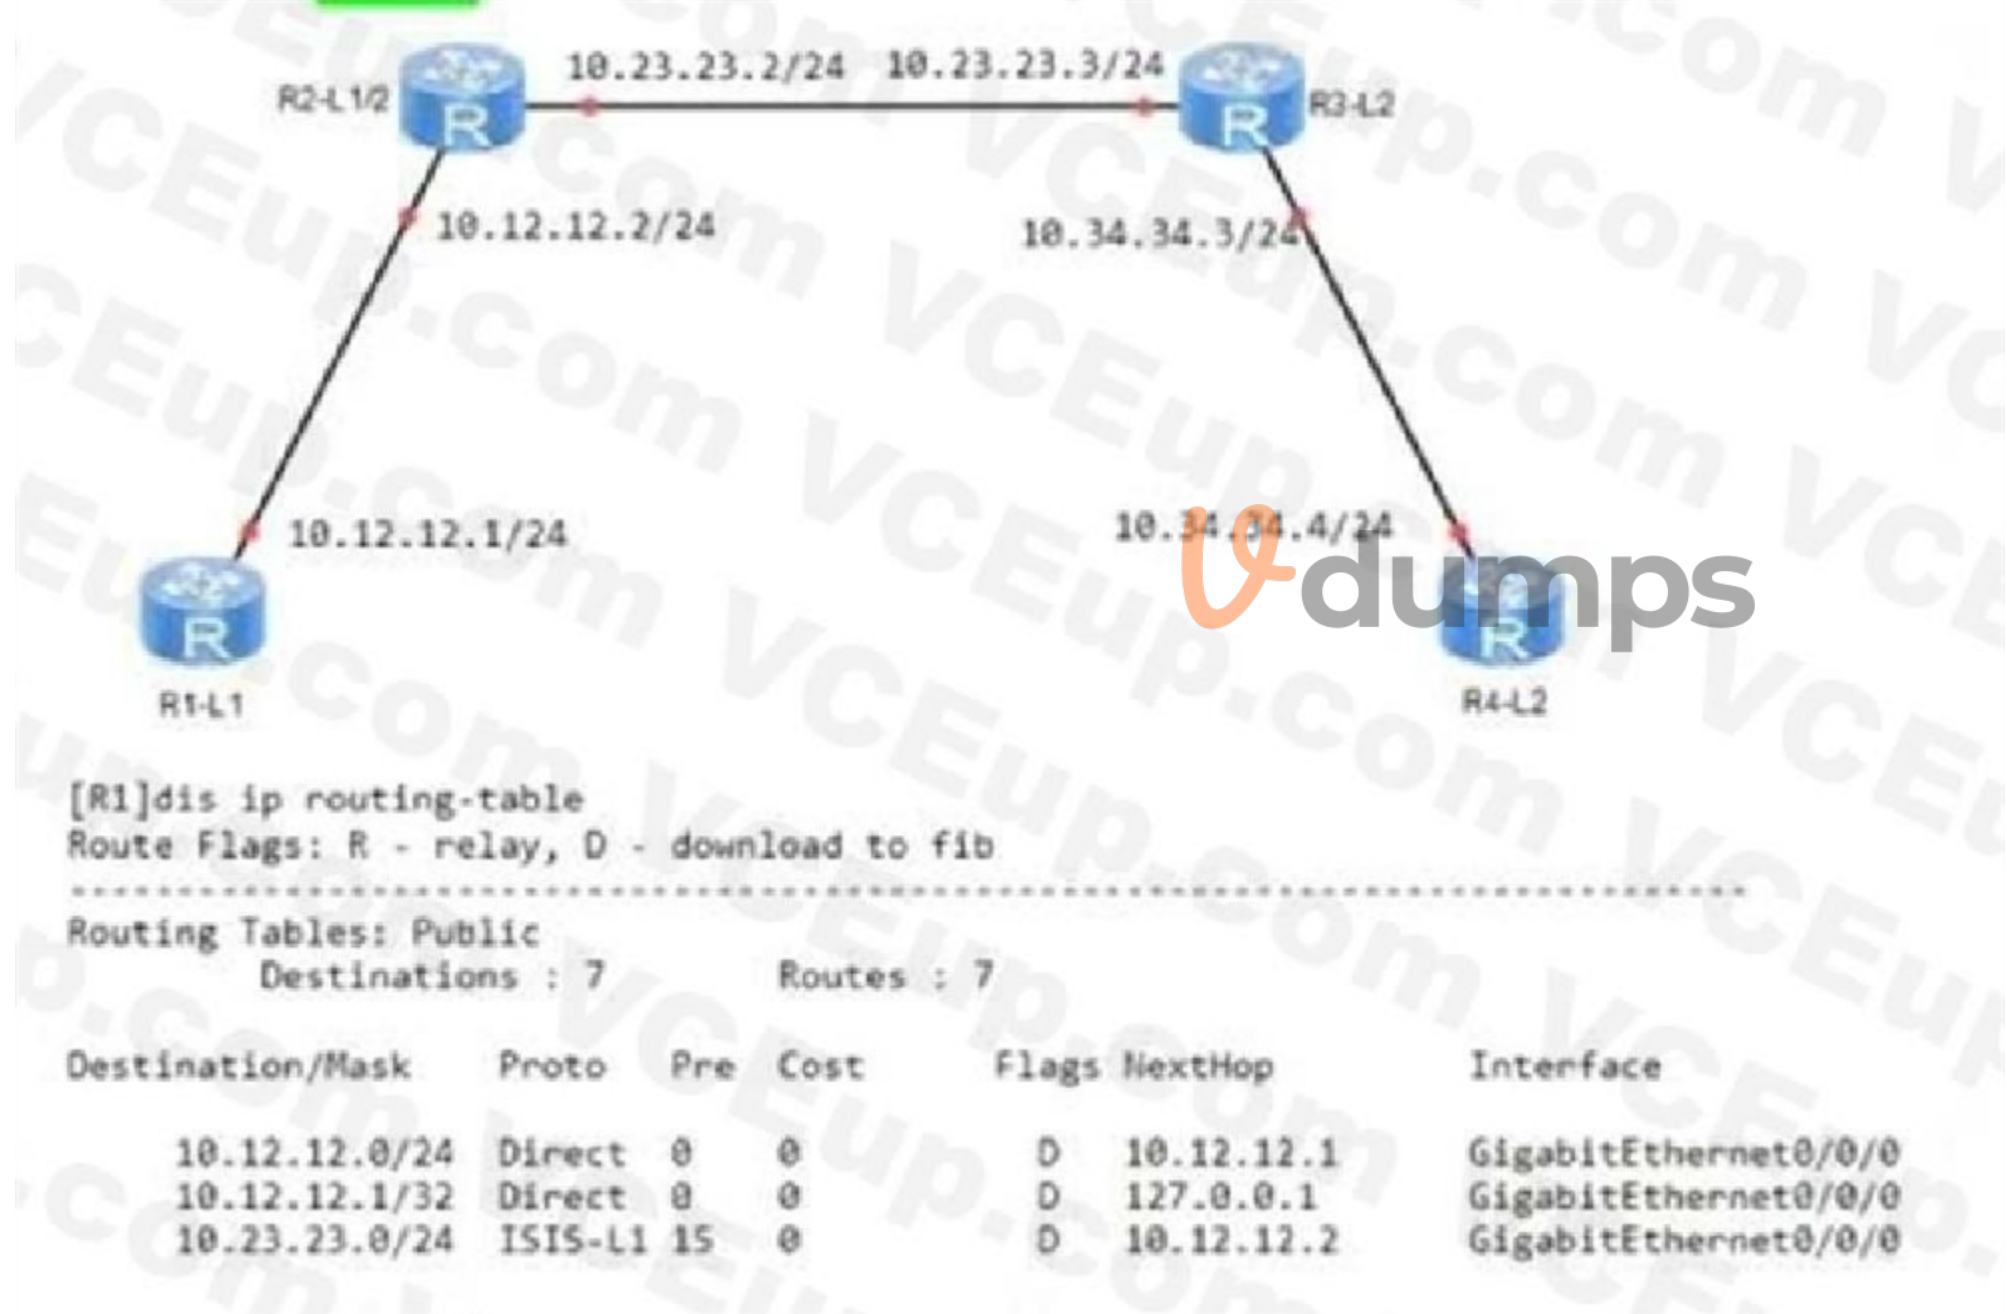 10.23.23.2/24 10.23.23.3/24
R2-L1/2
R3-L2
R
R
10.12.12.2/24
10.34.34.3/24
10.12.12.1/24
10.34.34.4/24
Vdumps
R
R
R1-L1
R4-L2
[R1]dis ip routing-table
Route Flags: R - relay, D - download to fib
------------------------------------------------------------------------------
Routing Tables: Public
Destinations : 7 Routes : 7
Destination/Mask Proto Pre Cost Flags NextHop Interface
10.12.12.0/24 Direct 0 0 D 10.12.12.1 GigabitEthernet0/0/0
10.12.12.1/32 Direct 0 0 D 127.0.0.1 GigabitEthernet0/0/0
10.23.23.0/24 ISIS-L1 15 0 D 10.12.12.2 GigabitEthernet0/0/0
VCEup.com